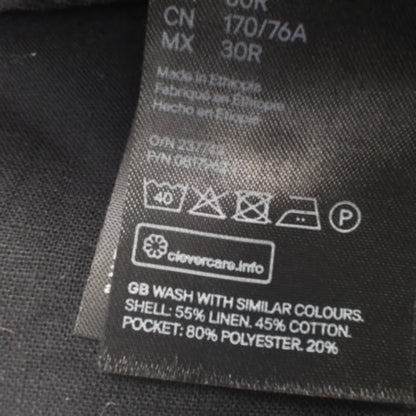 CN 170/76A
MX 30R
Made in Ethiopia
Fabriqué en Éthiopie
Hecho en Etiopía
40
P
clevercare.info
GB WASH WITH SIMILAR COLOURS.
SHELL: 55% LINEN. 45% COTTON.
POCKET: 80% POLYESTER. 20%